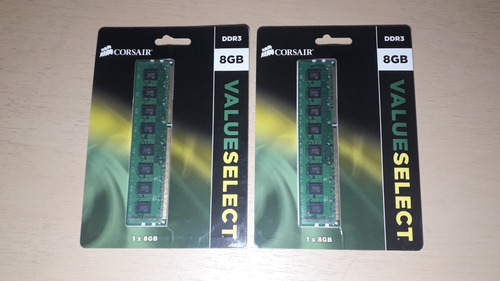 CORSAIR
DDR3
8GB
VALUESELECT
1 x 8GB
CORSAIR
DDR3
8GB
VALUESELECT
1 x 8GB